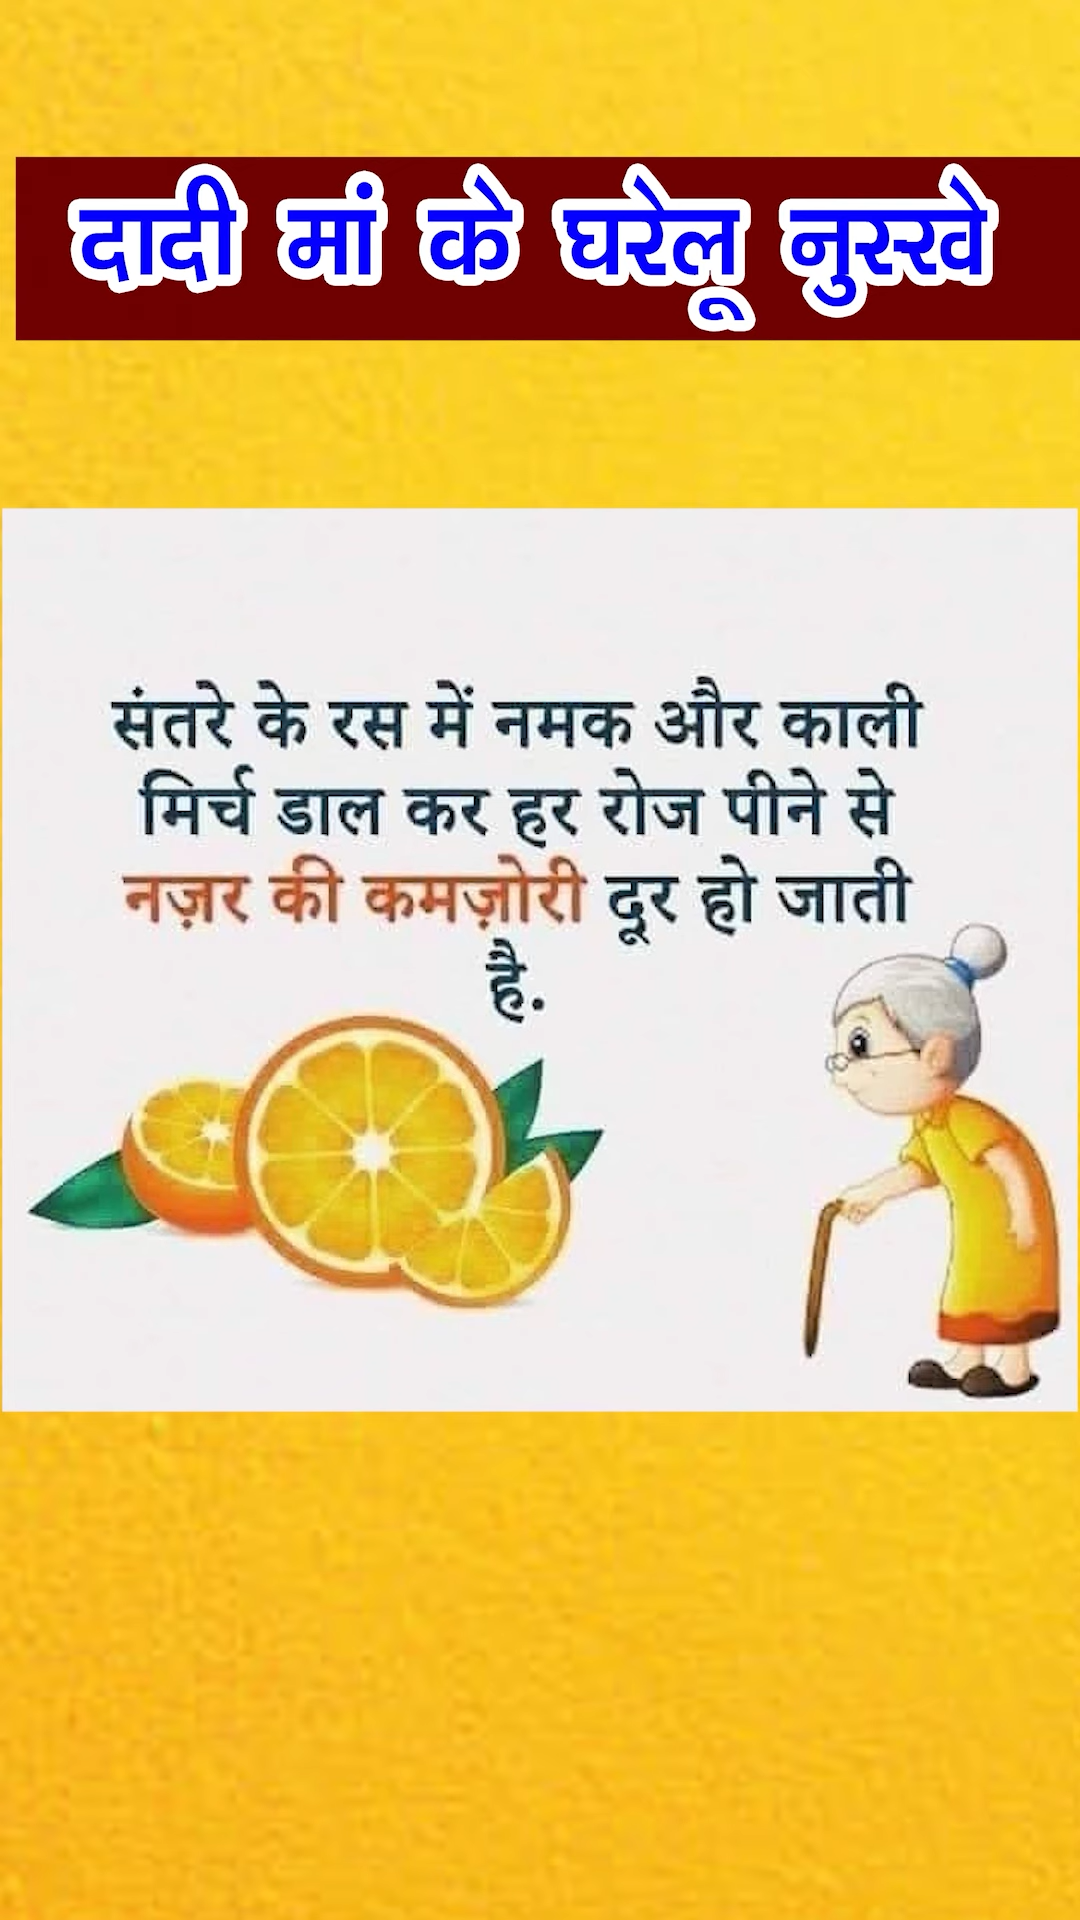 दादी मां के घरेलू नुस्खे
संतरे के रस में नमक और काली
मिर्च डाल कर हर रोज पीने से
नज़र की कमज़ोरी दूर हो जाती
है.